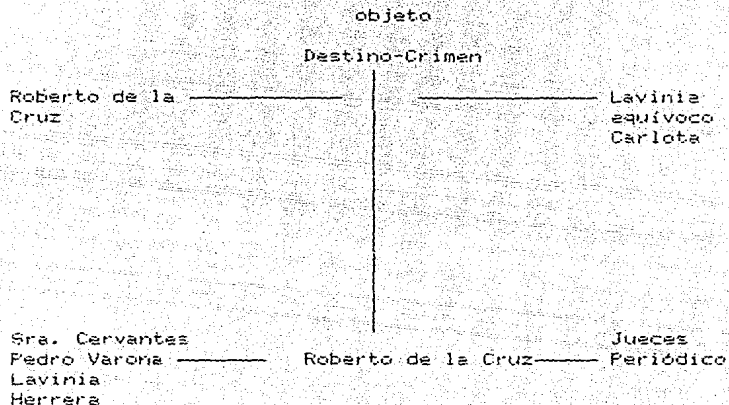 objeto
Destino-Crimen
Roberto de la
Cruz
Lavinia
equívoco
Carlota
Sra. Cervantes
Pedro Varona
Lavinia
Herrera
Roberto de la Cruz
Jueces
Periódico